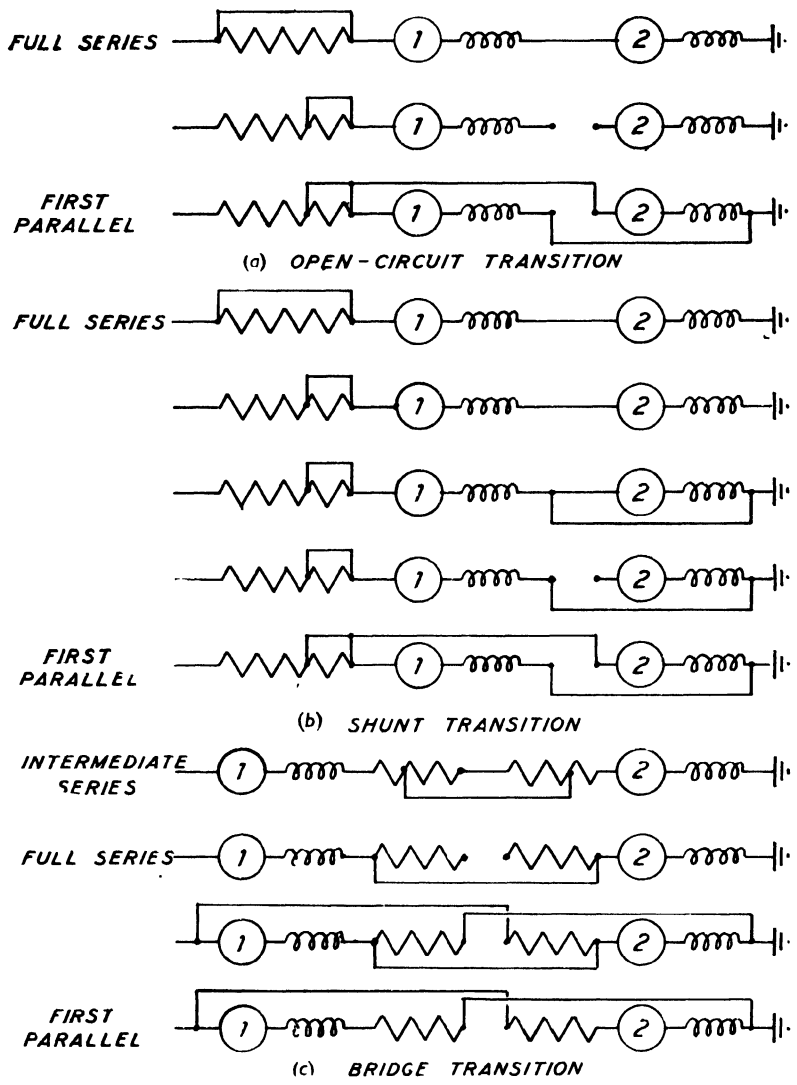 FULL SERIES
1 2
1 2
FIRST
PARALLEL
1 2
(a) OPEN-CIRCUIT TRANSITION
FULL SERIES
1 2
1 2
1 2
1 2
FIRST
PARALLEL
1 2
(b) SHUNT TRANSITION
INTERMEDIATE
SERIES
1 2
FULL SERIES
1 2
1 2
FIRST
PARALLEL
1 2
(c) BRIDGE TRANSITION